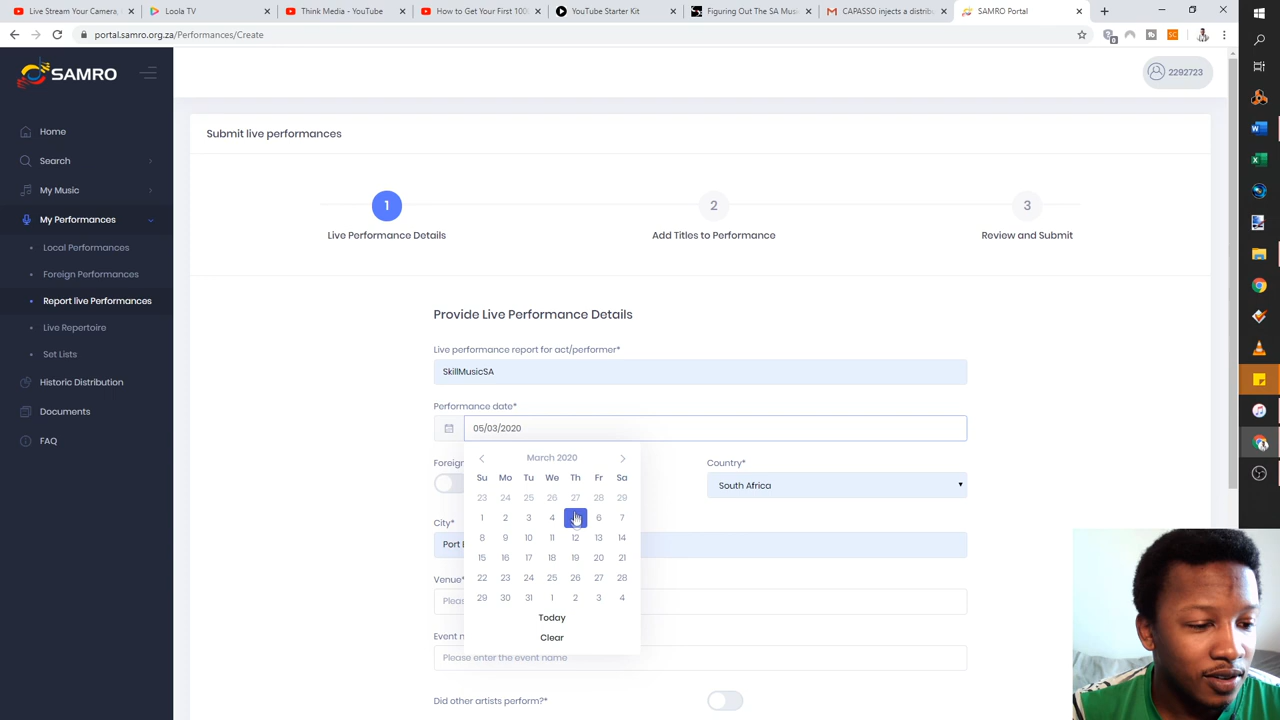 Live Stream Your Camera,
Loola TV
Think Media - YouTube
How to Get Your First 100
YouTube Starter Kit
Figuring Out The SA Mus
CALPASSO injects a distribut
SAMRO Portal
portal.samro.org.za/Performances/Create
SAMRO
2292723
Home
Search
My Music
My Performances
Local Performances
Foreign Performances
Report live Performances
Live Repertoire
Set Lists
Historic Distribution
Documents
FAQ
Submit live performances
1
2
3
Live Performance Details
Add Titles to Performance
Review and Submit
Provide Live Performance Details
Live performance report for act/performer*
SkillMusicSA
Performance date*
05/03/2020
March 2020
Su Mo Tu We Th Fr Sa
23 24 25 26 27 28 29
1 2 3 4 6 7
8 9 10 11 12 13 14
15 16 17 18 19 20 21
22 23 24 25 26 27 28
29 30 31 1 2 3 4
Today
Clear
Foreign
Country*
South Africa
City*
Port
Venue*
Pleas
Event n
Please enter the event name
Did other artists perform?*